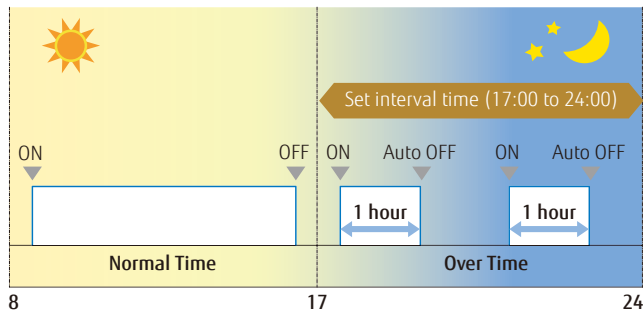 Set interval time (17:00 to 24:00)
ON OFF ON Auto OFF ON Auto OFF
1 hour 1 hour
Normal Time Over Time
8 17 24